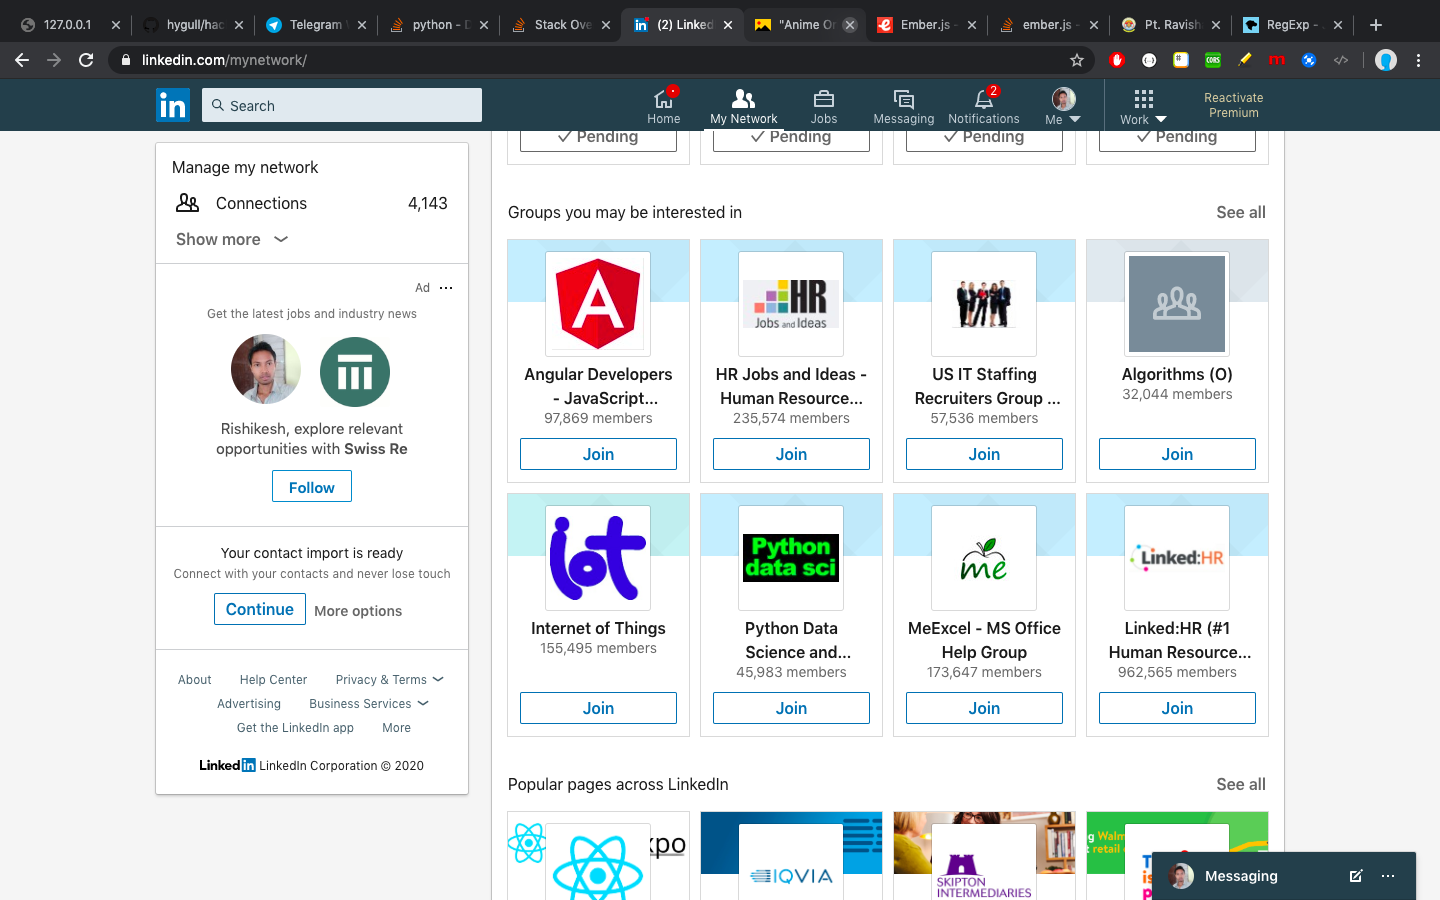 127.0.0.1
hygull/hac
Telegram
python - D
Stack Ove
(2) Linked
"Anime Or
Ember.js -
ember.js -
Pt. Ravish
RegExp -
linkedin.com/mynetwork/
CORS
in
Search
Home
My Network
Jobs
Messaging
2
Notifications
Me
Work
Reactivate
Premium
Pending
Pending
Pending
Pending
Manage my network
Connections
4,143
Show more
Ad
Get the latest jobs and industry news
Rishikesh, explore relevant
opportunities with Swiss Re
Follow
Your contact import is ready
Connect with your contacts and never lose touch
Continue
More options
About
Help Center
Privacy & Terms
Advertising
Business Services
Get the LinkedIn app
More
Linkedin LinkedIn Corporation © 2020
Groups you may be interested in
See all
A
Angular Developers
- JavaScript...
97,869 members
Join
HR
Jobs and Ideas
HR Jobs and Ideas -
Human Resource...
235,574 members
Join
US IT Staffing
Recruiters Group ...
57,536 members
Join
Algorithms (O)
32,044 members
Join
iot
Internet of Things
155,495 members
Join
Python
data sci
Python Data
Science and...
45,983 members
Join
me
MeExcel - MS Office
Help Group
173,647 members
Join
Linked:HR
Linked:HR (#1
Human Resource...
962,565 members
Join
Popular pages across LinkedIn
See all
xpo
IQVIA
SKIPTON
INTERMEDIARIES
Messaging